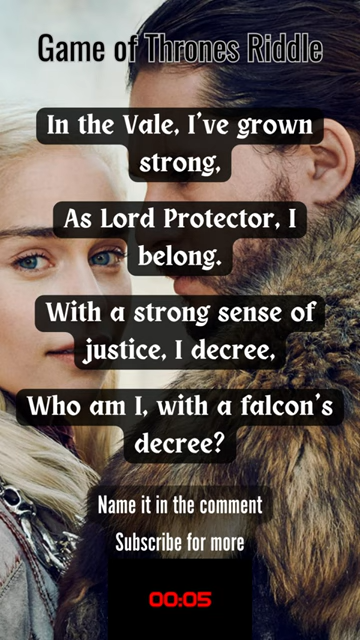 Game of Thrones Riddle
In the Vale, I've grown
strong,
As Lord Protector, I
belong.
With a strong sense of
justice, I decree,
Who am I, with a falcon's
decree?
Name it in the comment
Subscribe for more
00:05